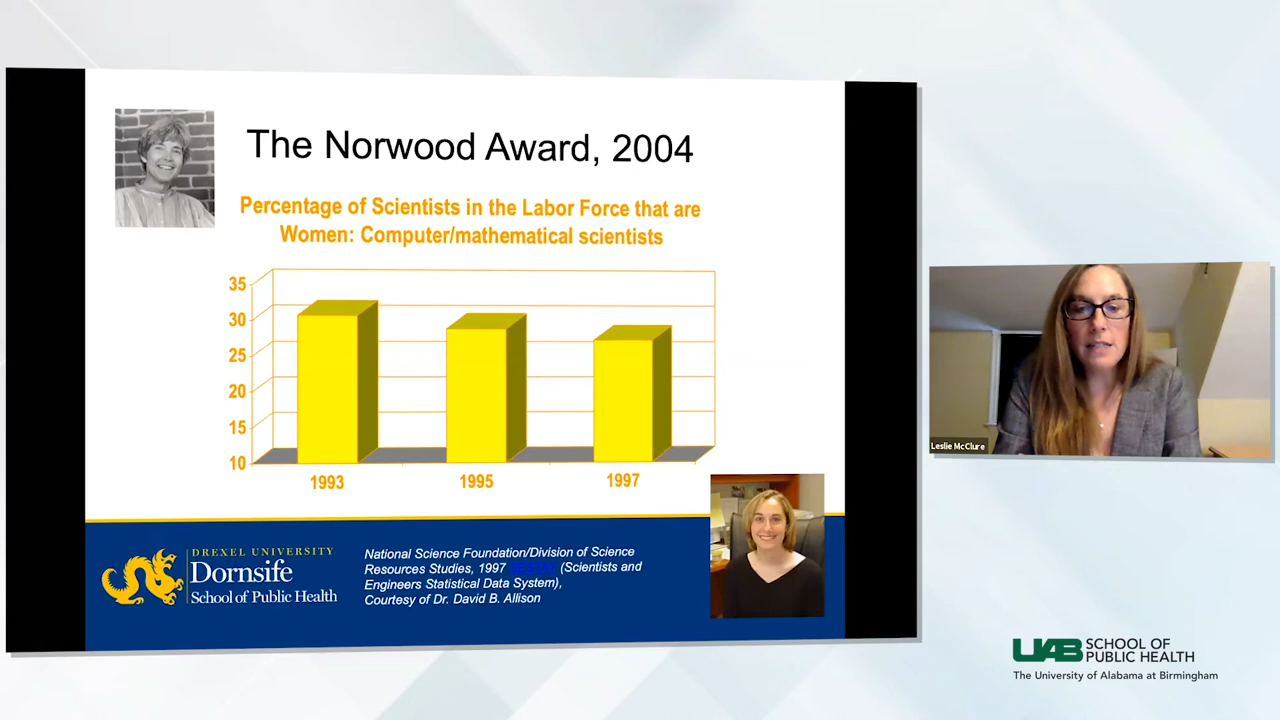 The Norwood Award, 2004
Percentage of Scientists in the Labor Force that are
Women: Computer/mathematical scientists
35
30
25
20
15
10
1993
1995
1997
DREXEL UNIVERSITY
Dornsife
School of Public Health
National Science Foundation/Division of Science
Resources Studies, 1997 (Scientists and
Engineers Statistical Data System),
Courtesy of Dr. David B. Allison
Leslie McClure
UAB SCHOOL OF
PUBLIC HEALTH
The University of Alabama at Birmingham